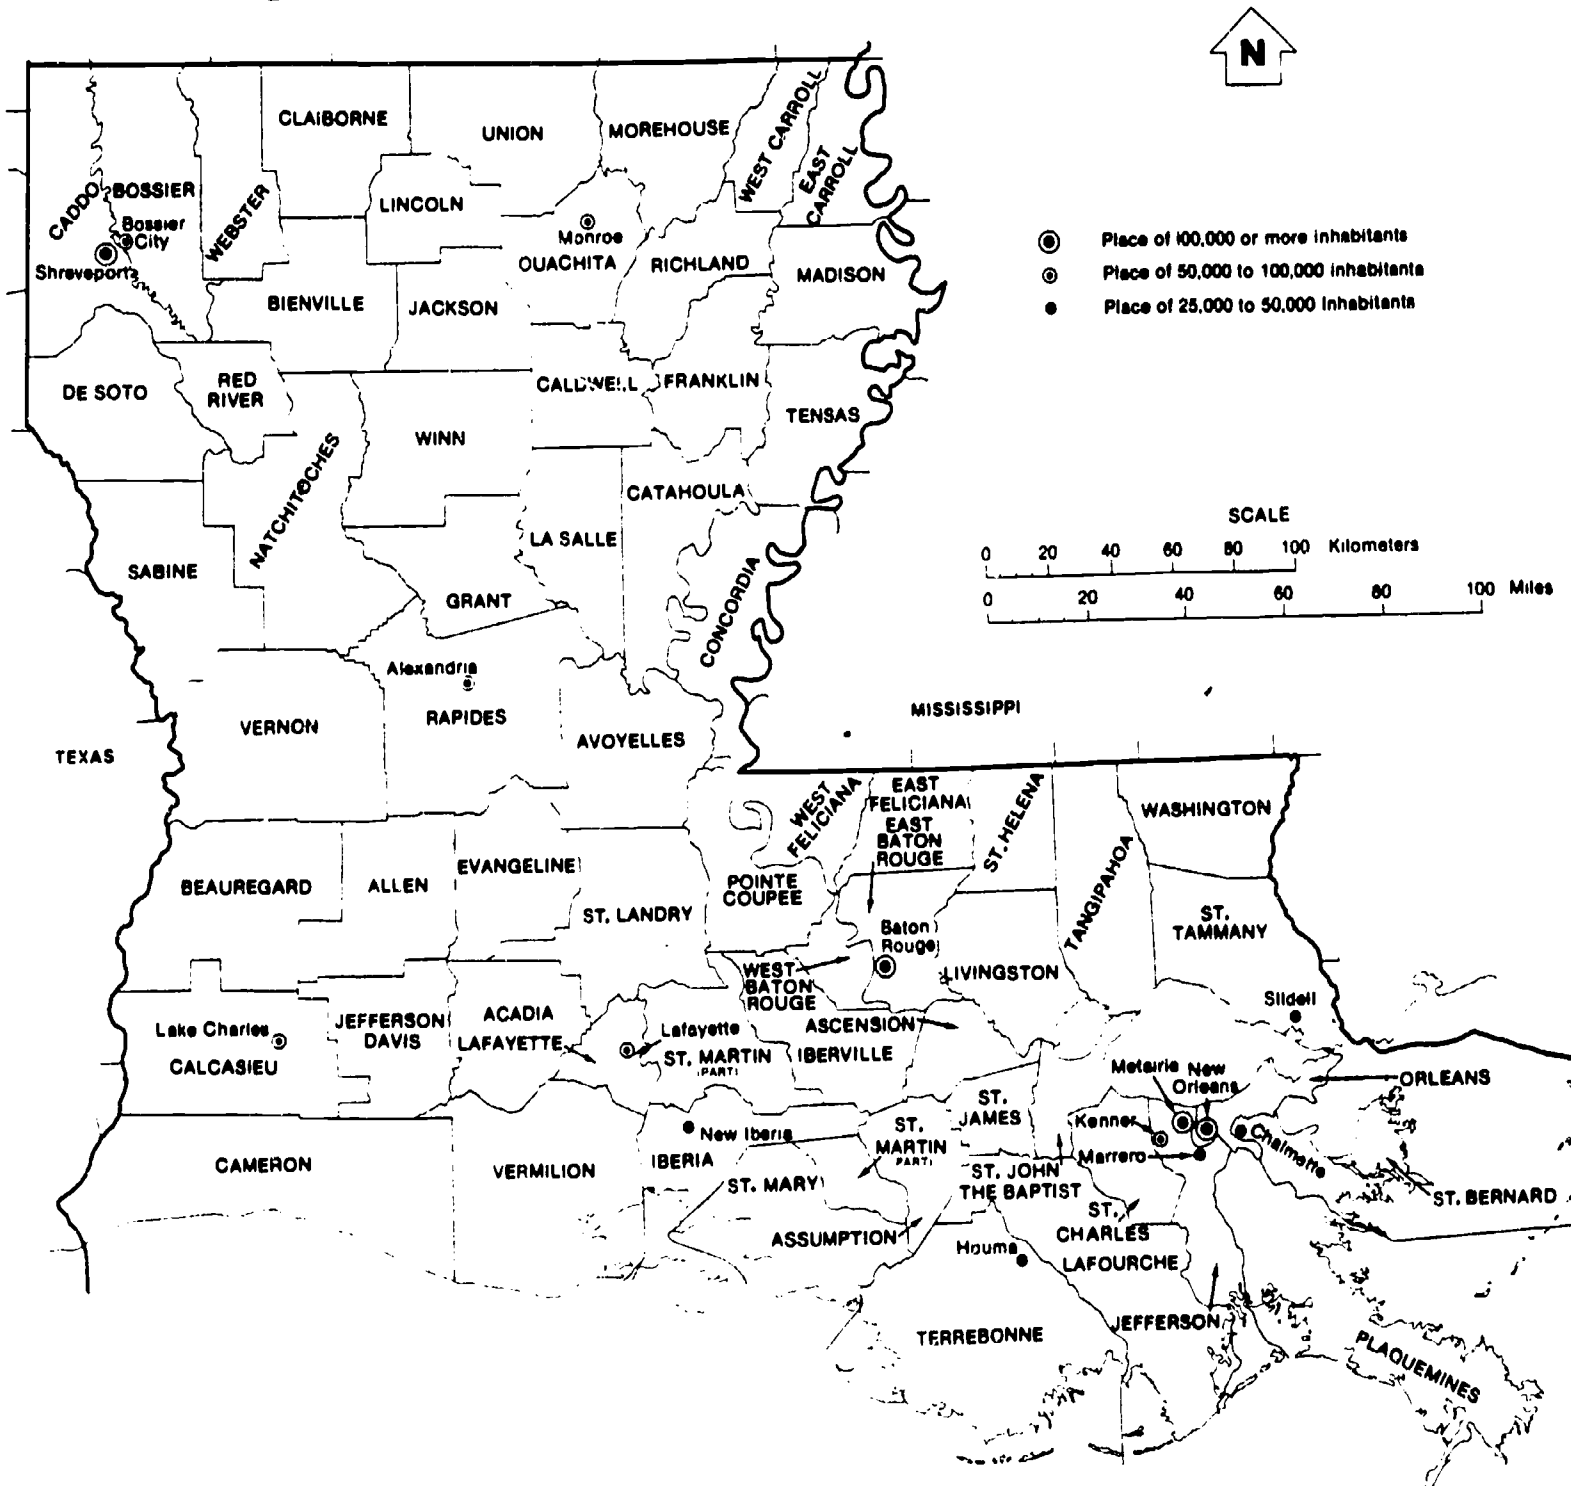 N
CLAIBORNE
UNION
MOREHOUSE
WEST CARROLL
EAST
CARROLL
CADDO
BOSSIER
Bossier
City
WEBSTER
LINCOLN
Monroe
OUACHITA
RICHLAND
MADISON
Shreveport
BIENVILLE
JACKSON
Place of 100,000 or more inhabitants
Place of 50,000 to 100,000 inhabitants
Place of 25,000 to 50,000 inhabitants
DE SOTO
RED
RIVER
CALDWELL
FRANKLIN
TENSAS
WINN
NATCHITOCHES
CATAHOULA
LA SALLE
SABINE
GRANT
CONCORDIA
SCALE
0 20 40 60 80 100 Kilometers
0 20 40 60 80 100 Miles
Alexandria
RAPIDES
VERNON
AVOYELLES
MISSISSIPPI
TEXAS
WEST
FELICIANA
EAST
FELICIANA
EAST
BATON
ROUGE
ST. HELENA
WASHINGTON
TANGIPAHOA
BEAUREGARD
ALLEN
EVANGELINE
POINTE
COUPEE
ST. LANDRY
ST.
TAMMANY
Baton
Rouge
WEST
BATON
ROUGE
LIVINGSTON
Slidell
Lake Charles
CALCASIEU
JEFFERSON
DAVIS
ACADIA
LAFAYETTE
Lafayette
ST. MARTIN
(PART)
ASCENSION
IBERVILLE
Metairie
New
Orleans
ORLEANS
ST.
JAMES
Kenner
Marrero
Chalmette
New Iberia
IBERIA
ST.
MARTIN
(PART)
CAMERON
VERMILION
ST. MARY
ST. JOHN
THE BAPTIST
ST. BERNARD
ST.
CHARLES
ASSUMPTION
Houma
LAFOURCHE
JEFFERSON
TERREBONNE
PLAQUEMINES